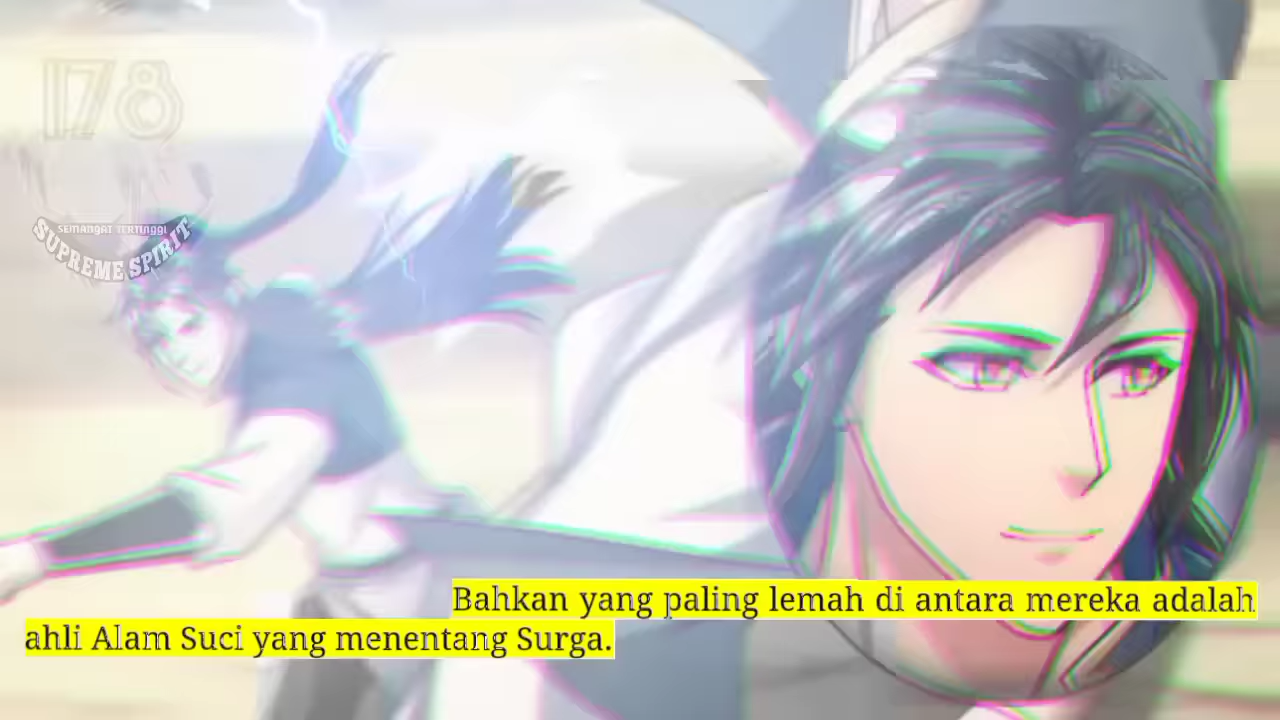 178
SEMANGAT TERTINGGI
SUPREME SPIRIT
Bahkan yang paling lemah di antara mereka adalah
ahli Alam Suci yang menentang Surga.